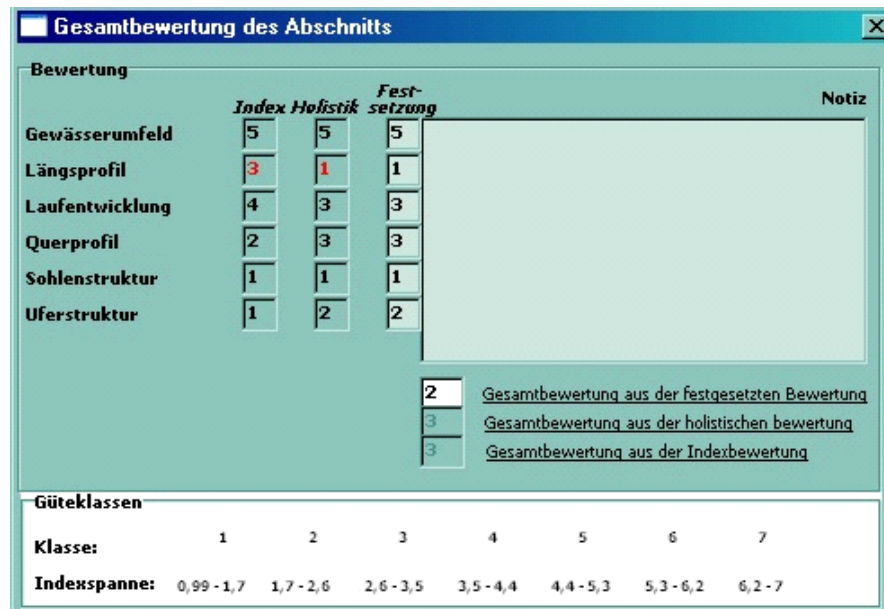 Gesamtbewertung des Abschnitts
Bewertung
Index Holistik Fest-
setzung
Notiz
Gewässerumfeld 5 5 5
Längsprofil 3 1 1
Laufentwicklung 4 3 3
Querprofil 2 3 3
Sohlenstruktur 1 1 1
Uferstruktur 1 2 2
2 Gesamtbewertung aus der festgesetzten Bewertung
3 Gesamtbewertung aus der holistischen bewertung
3 Gesamtbewertung aus der Indexbewertung
Güteklassen
Klasse: 1 2 3 4 5 6 7
Indexspanne: 0,99 - 1,7 1,7 - 2,6 2,6 - 3,5 3,5 - 4,4 4,4 - 5,3 5,3 - 6,2 6,2 - 7